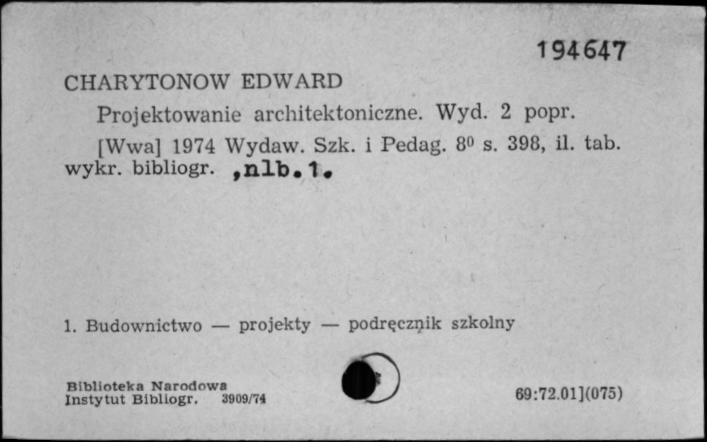 194647
CHARYTONOW EDWARD
Projektowanie architektoniczne. Wyd. 2 popr.
[Wwa] 1974 Wydaw. Szk. i Pedag. 8⁰ s. 398, il. tab.
wykr. bibliogr. ,nlb.1.
1. Budownictwo — projekty — podręcznik szkolny
Biblioteka Narodowa
Instytut Bibliogr. 3909/74
69:72.01](075)